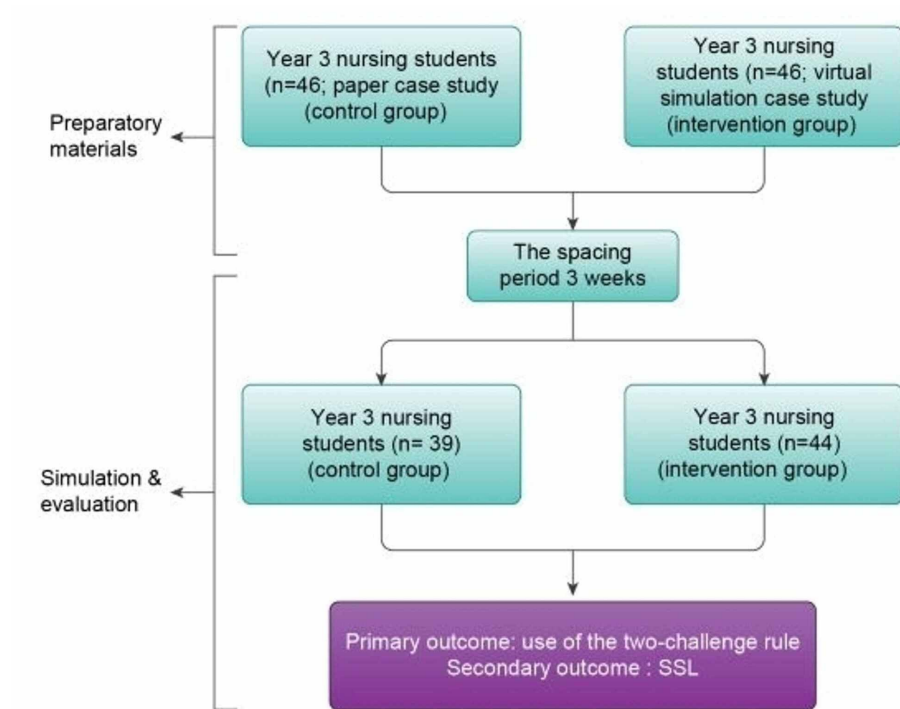 Preparatory
materials
Year 3 nursing students
(n=46; paper case study
(control group)
Year 3 nursing
students (n=46; virtual
simulation case study
(intervention group)
The spacing
period 3 weeks
Simulation &
evaluation
Year 3 nursing
students (n= 39)
(control group)
Year 3 nursing
students (n=44)
(intervention group)
Primary outcome: use of the two-challenge rule
Secondary outcome : SSL